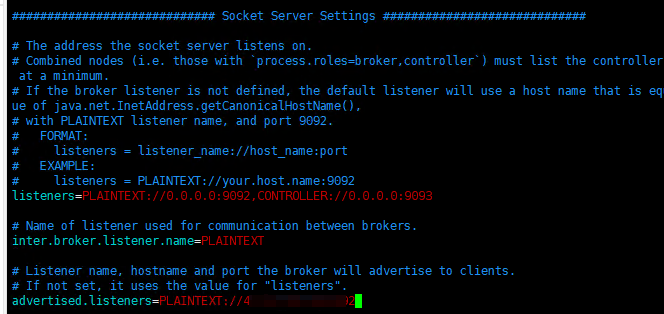 ############################# Socket Server Settings #############################
# The address the socket server listens on.
# Combined nodes (i.e. those with `process.roles=broker,controller`) must list the controller
at a minimum.
# If the broker listener is not defined, the default listener will use a host name that is equ
ue of java.net.InetAddress.getCanonicalHostName(),
# with PLAINTEXT listener name, and port 9092.
#   FORMAT:
#     listeners = listener_name://host_name:port
#   EXAMPLE:
#     listeners = PLAINTEXT://your.host.name:9092
listeners=PLAINTEXT://0.0.0.0:9092,CONTROLLER://0.0.0.0:9093
# Name of listener used for communication between brokers.
inter.broker.listener.name=PLAINTEXT
# Listener name, hostname and port the broker will advertise to clients.
# If not set, it uses the value for "listeners".
advertised.listeners=PLAINTEXT://4